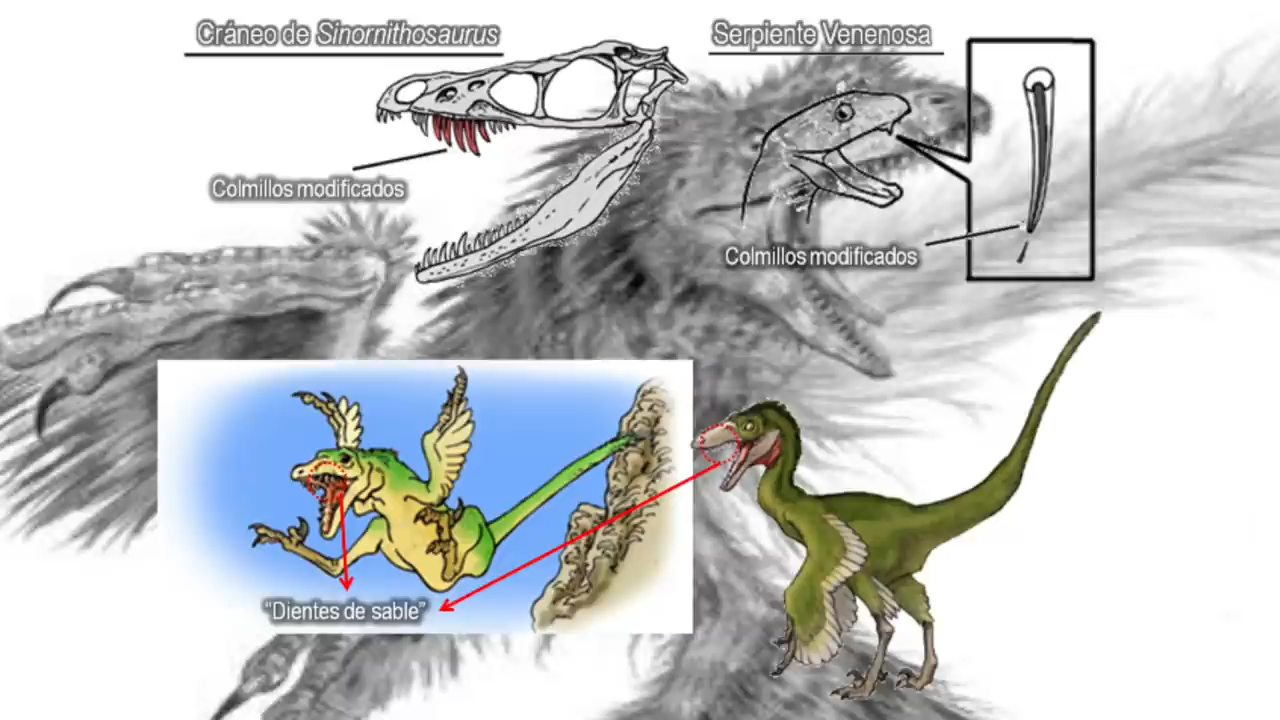 Cráneo de Sinornithosaurus
Serpiente Venenosa
Colmillos modificados
Colmillos modificados
"Dientes de sable"